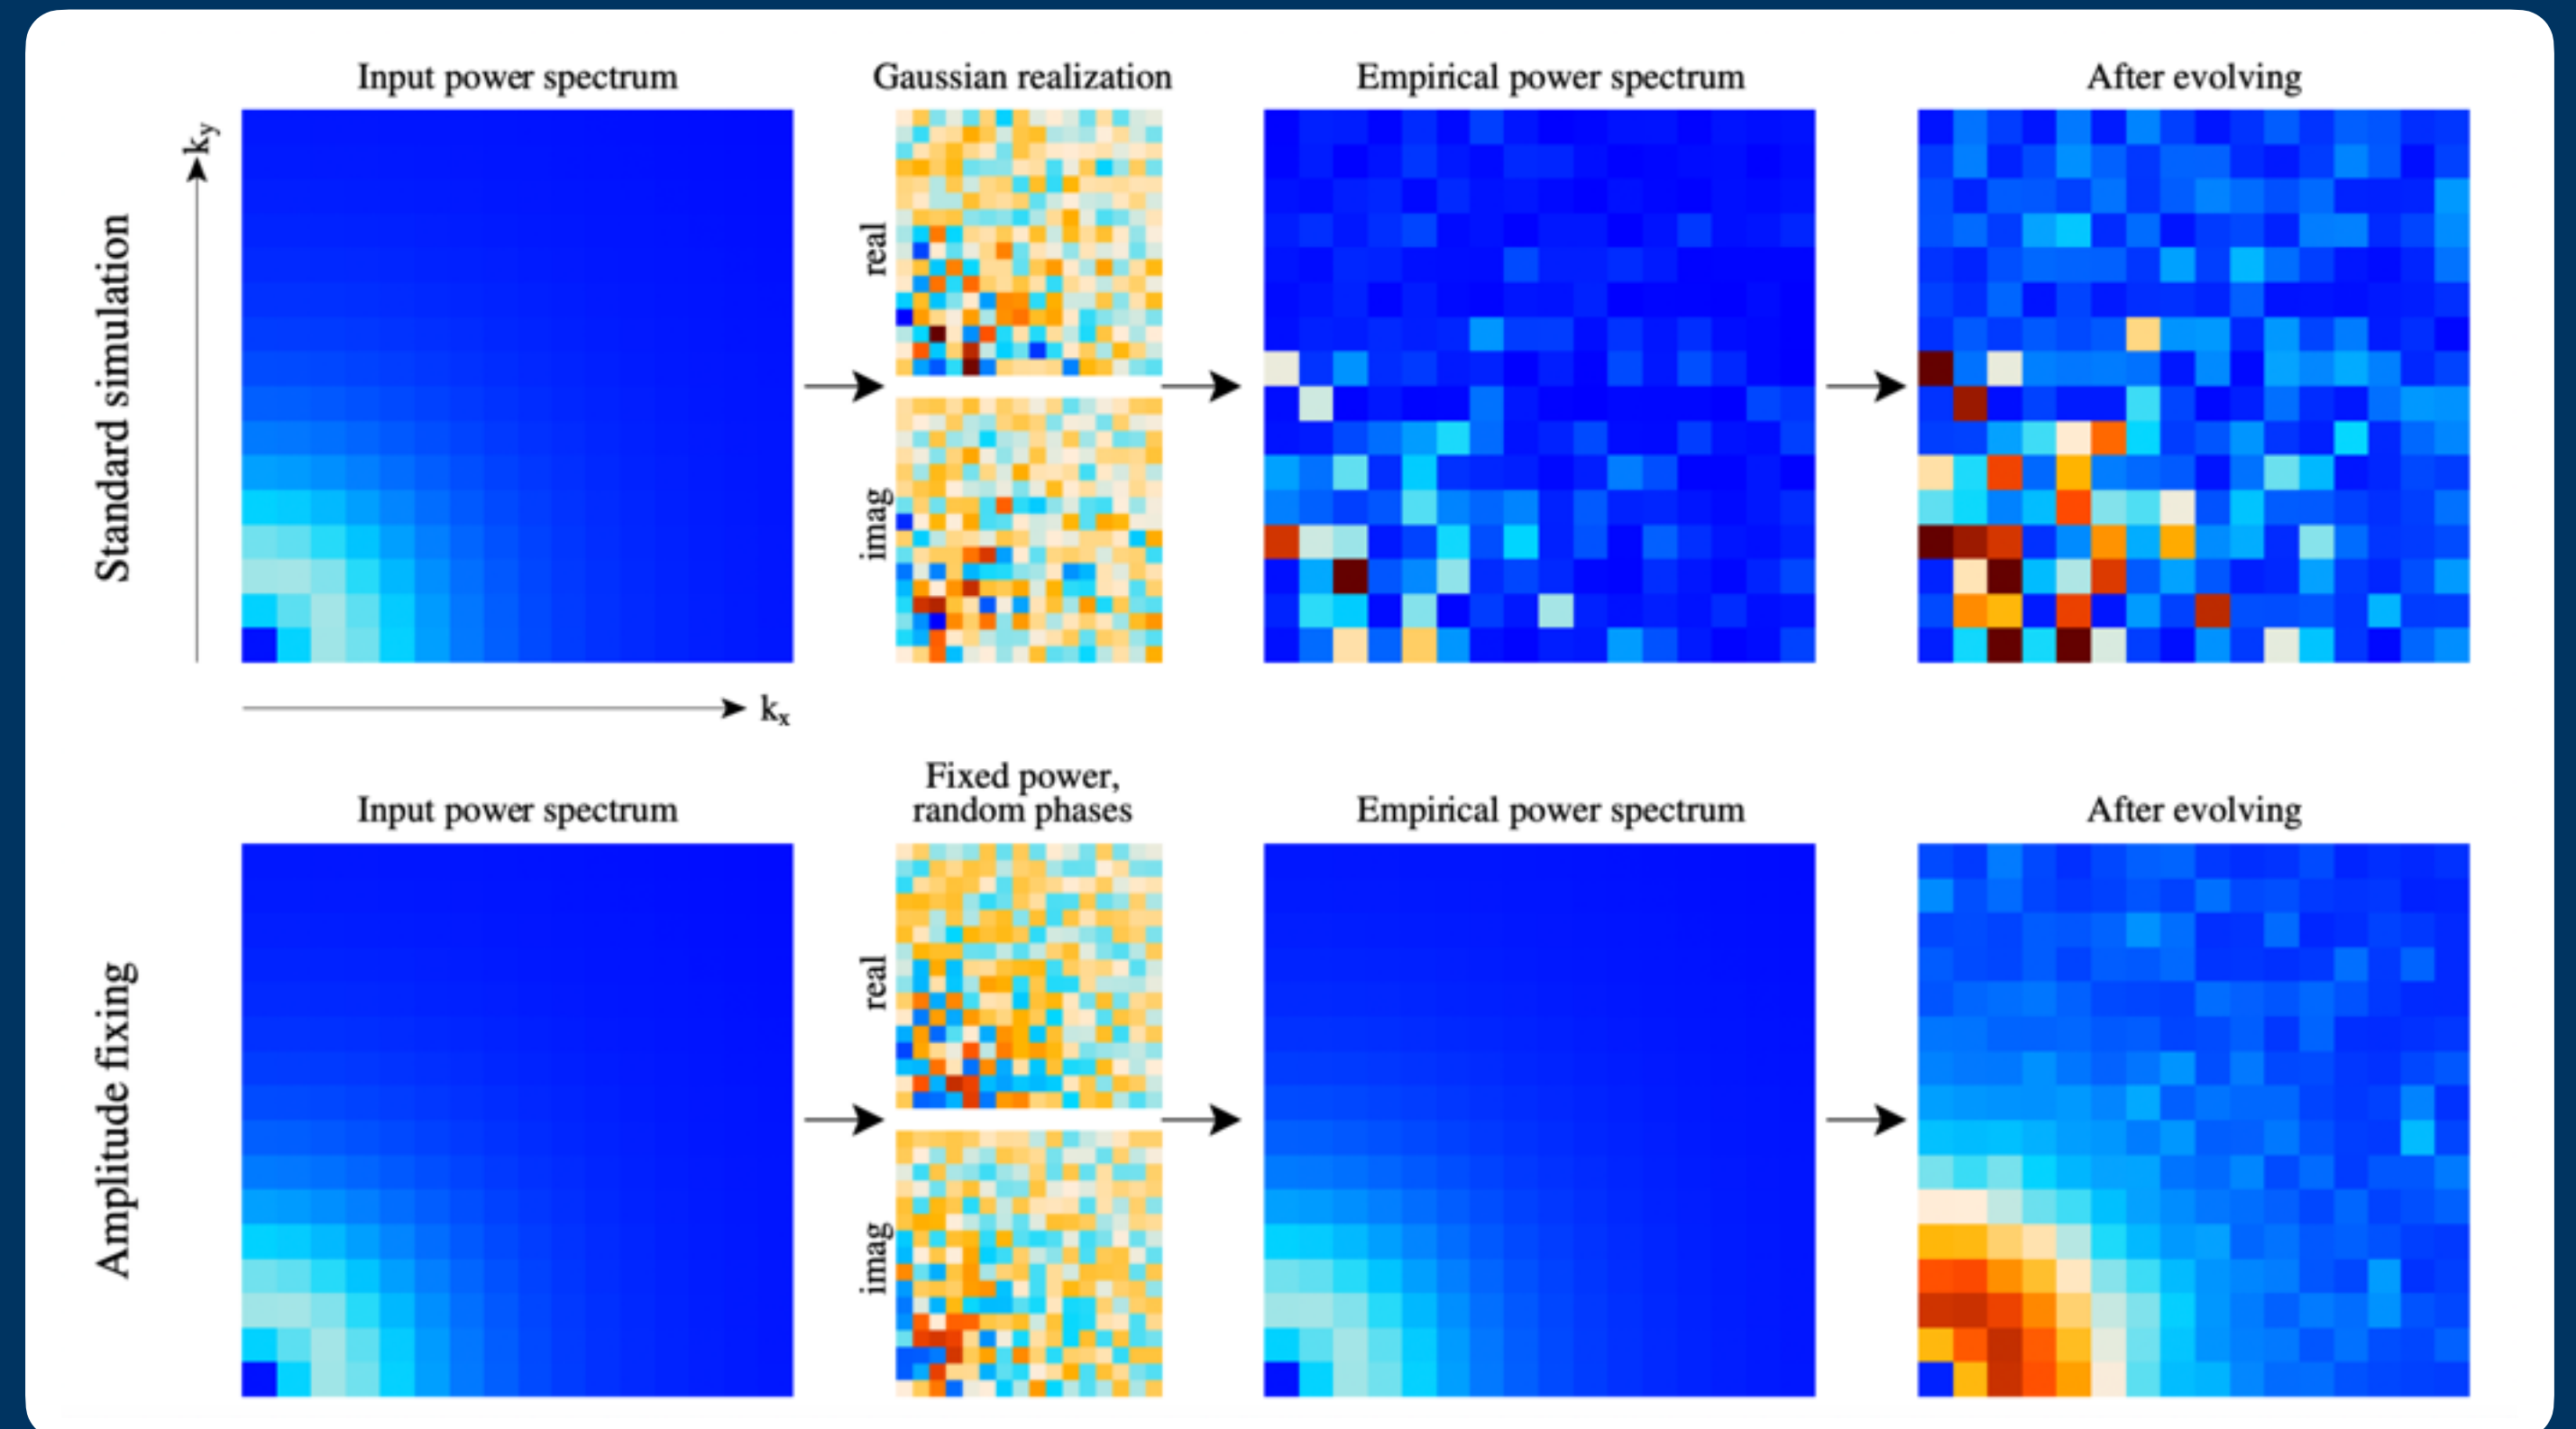 Standard simulation
Input power spectrum
Gaussian realization
Empirical power spectrum
After evolving
ky
real
imag
kx
Amplitude fixing
Input power spectrum
Fixed power,
random phases
Empirical power spectrum
After evolving
real
imag